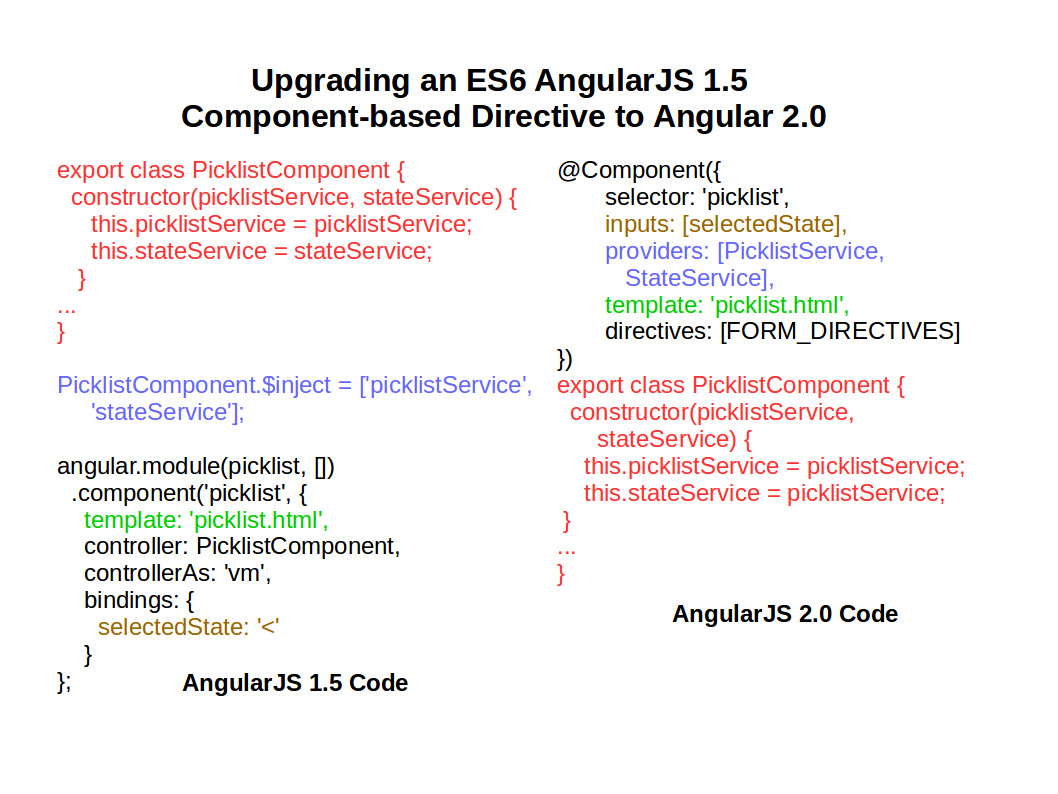 Upgrading an ES6 AngularJS 1.5
Component-based Directive to Angular 2.0
export class PicklistComponent {
constructor(picklistService, stateService) {
this.picklistService = picklistService;
this.stateService = stateService;
}
...
}
PicklistComponent.$inject = ['picklistService',
'stateService'];
angular.module(picklist, [])
.component('picklist', {
template: 'picklist.html',
controller: PicklistComponent,
controllerAs: 'vm',
bindings: {
selectedState: '<'
}
};
AngularJS 1.5 Code
@Component({
selector: 'picklist',
inputs: [selectedState],
providers: [PicklistService,
StateService],
template: 'picklist.html',
directives: [FORM_DIRECTIVES]
})
export class PicklistComponent {
constructor(picklistService,
stateService) {
this.picklistService = picklistService;
this.stateService = picklistService;
}
...
}
AngularJS 2.0 Code